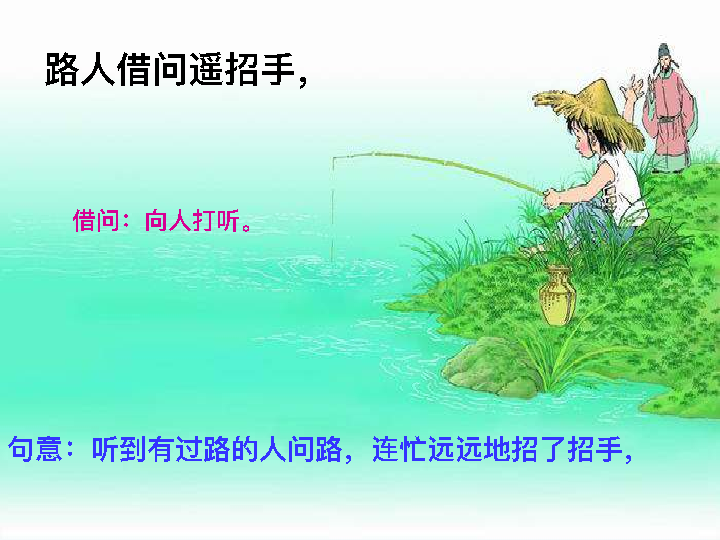 路人借问遥招手，
借问：向人打听。
句意：听到有过路的人问路，连忙远远地招了招手，